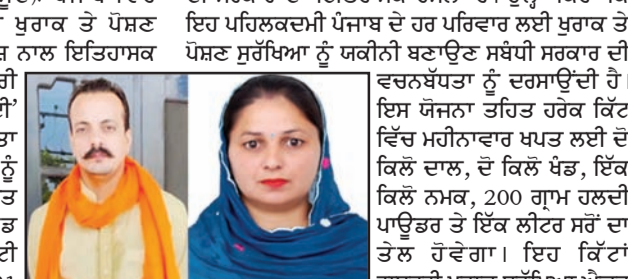 ਖੁਰਾਕ ਤੇ ਪੋਸ਼ਣ
ਨਾਲ ਇਤਿਹਾਸਕ
ਰੀ
ਈ’
ਤਾ
ਨੂੰ
ਤ
ਡ
ਟੀ
ਇਹ ਪਹਿਲਕਦਮੀ ਪੰਜਾਬ ਦੇ ਹਰ ਪਰਿਵਾਰ ਲਈ ਖੁਰਾਕ ਤੇ
ਪੋਸ਼ਣ ਸੁਰੱਖਿਆ ਨੂੰ ਯਕੀਨੀ ਬਣਾਉਣ ਸਬੰਧੀ ਸਰਕਾਰ ਦੀ
ਵਚਨਬੱਧਤਾ ਨੂੰ ਦਰਸਾਉਂਦੀ ਹੈ।
ਇਸ ਯੋਜਨਾ ਤਹਿਤ ਹਰੇਕ ਕਿੱਟ
ਵਿੱਚ ਮਹੀਨਾਵਾਰ ਖਪਤ ਲਈ ਦੋ
ਕਿਲੋ ਦਾਲ, ਦੋ ਕਿਲੋ ਖੰਡ, ਇੱਕ
ਕਿਲੋ ਨਮਕ, 200 ਗ੍ਰਾਮ ਹਲਦੀ
ਪਾਊਡਰ ਤੇ ਇੱਕ ਲੀਟਰ ਸਰੋਂ ਦਾ
ਤੇਲ ਹੋਵੇਗਾ। ਇਹ ਕਿੱਟਾਂ